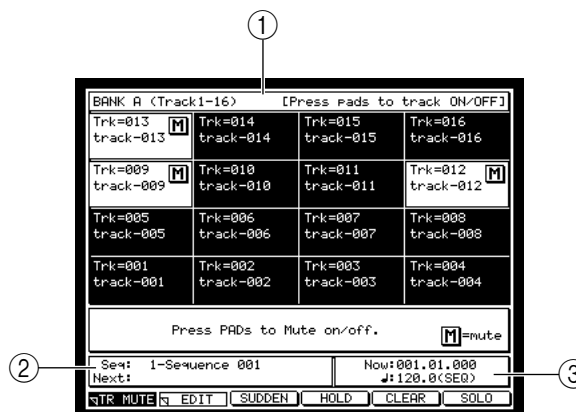 1
BANK A (Track1-16) [Press pads to track ON/OFF]
Trk=013 M Trk=014 Trk=015 Trk=016
track-013 track-014 track-015 track-016
Trk=009 M Trk=010 Trk=011 Trk=012 M
track-009 track-010 track-011 track-012
Trk=005 Trk=006 Trk=007 Trk=008
track-005 track-006 track-007 track-008
Trk=001 Trk=002 Trk=003 Trk=004
track-001 track-002 track-003 track-004
Press PADs to Mute on/off. M=mute
2 Seq: 1-Sequence 001 Now:001.01.000 3
Next: ♩:120.0(SEQ)
TR MUTE EDIT SUDDEN HOLD CLEAR SOLO